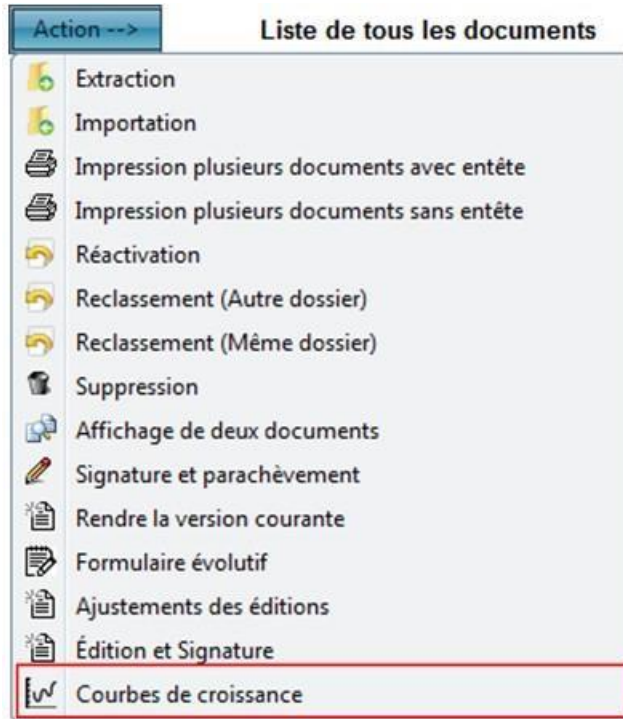 Action --> Liste de tous les documents
Extraction
Importation
Impression plusieurs documents avec entête
Impression plusieurs documents sans entête
Réactivation
Reclassement (Autre dossier)
Reclassement (Même dossier)
Suppression
Affichage de deux documents
Signature et parachèvement
Rendre la version courante
Formulaire évolutif
Ajustements des éditions
Édition et Signature
Courbes de croissance